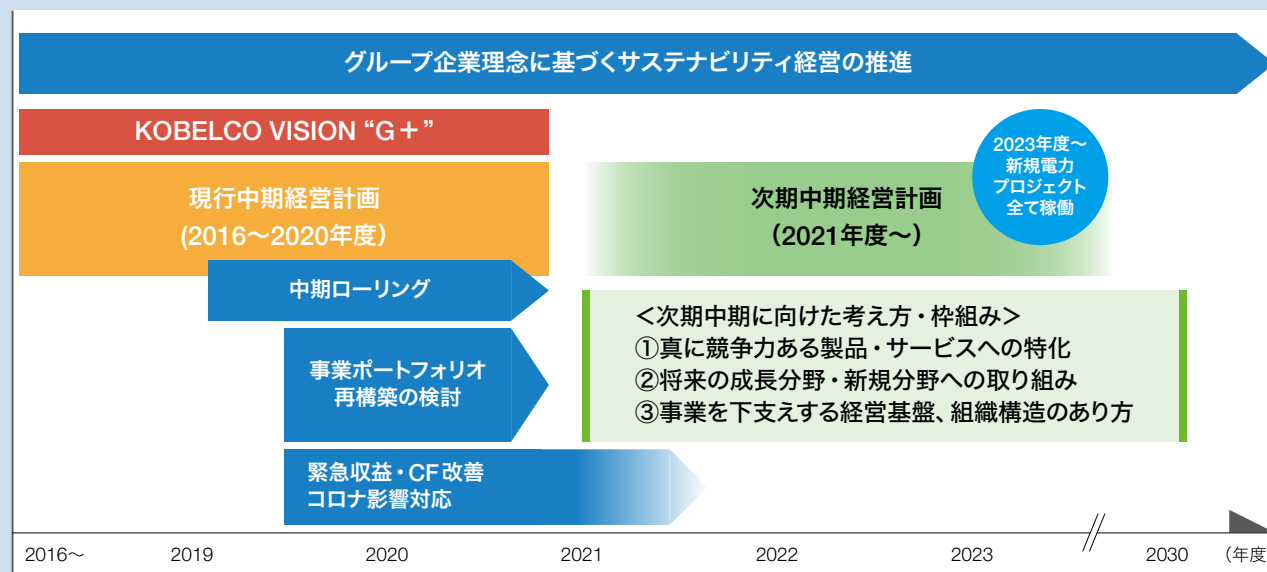 グループ企業理念に基づくサステナビリティ経営の推進
KOBELCO VISION “G＋”
現行中期経営計画
(2016〜2020年度）
次期中期経営計画
（2021年度〜）
2023年度〜
新規電力
プロジェクト
全て稼働
中期ローリング
事業ポートフォリオ
再構築の検討
緊急収益・CF改善
コロナ影響対応
＜次期中期に向けた考え方・枠組み＞
①真に競争力ある製品・サービスへの特化
②将来の成長分野・新規分野への取り組み
③事業を下支えする経営基盤、組織構造のあり方
2016〜 2019 2020 2021 2022 2023 2030 （年度